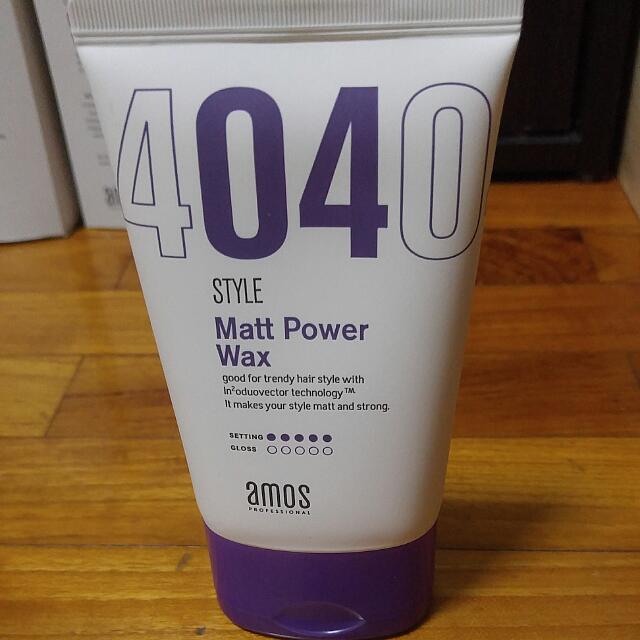 4040
STYLE
Matt Power
Wax
good for trendy hair style with
In²oduovector technology™.
It makes your style matt and strong.
SETTING ●●●●●
GLOSS ○○○○○
amos
PROFESSIONAL